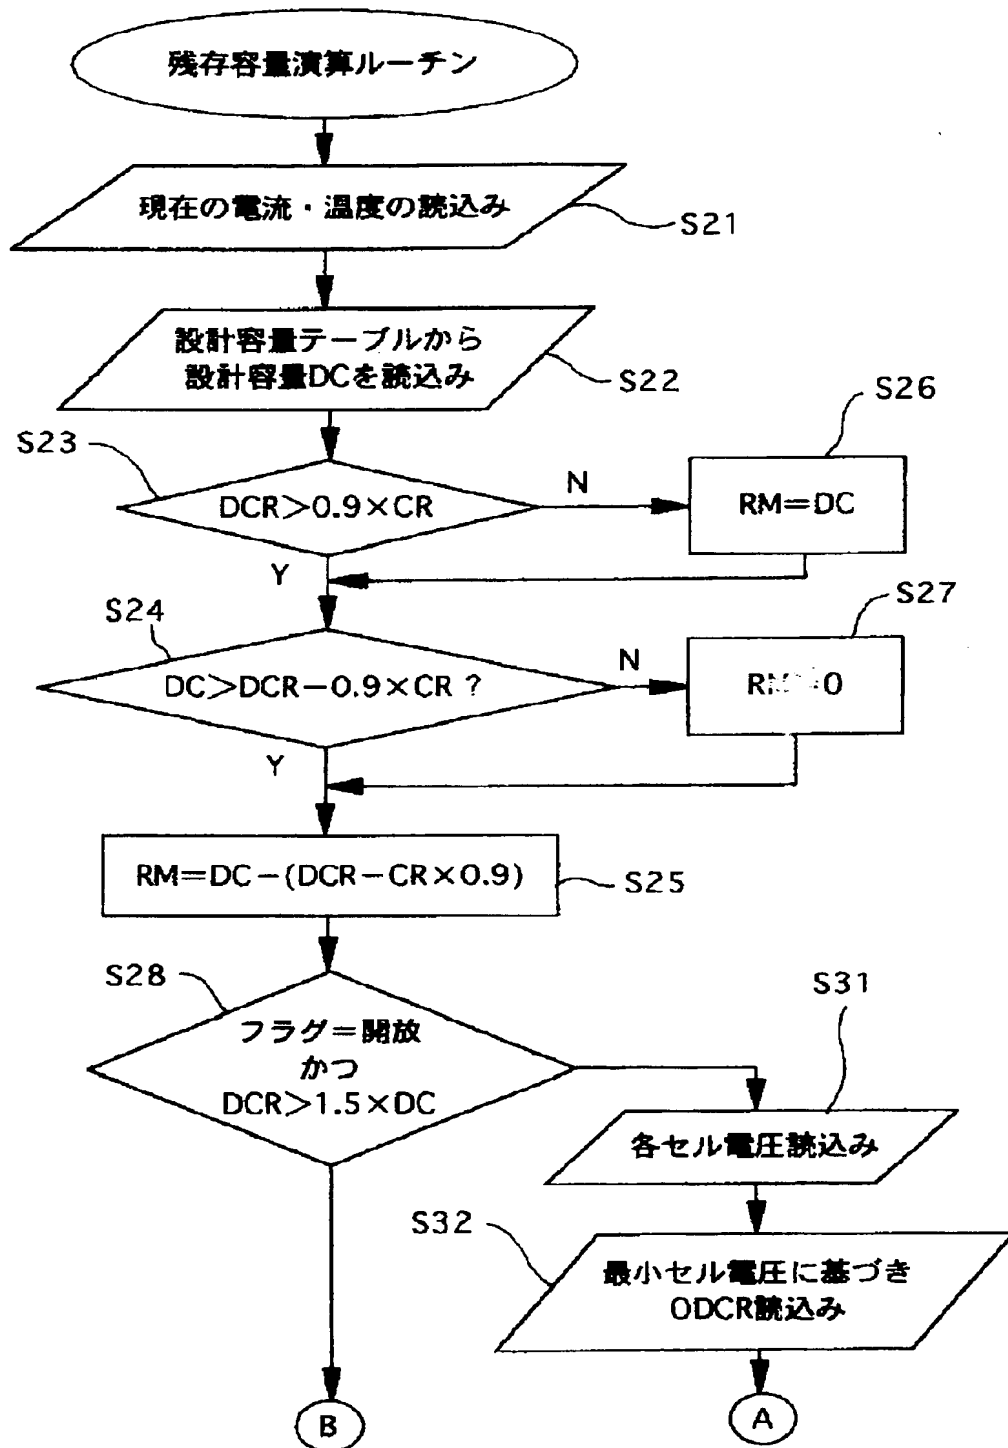 残存容量演算ルーチン
現在の電流・温度の読込み
S21
設計容量テーブルから
設計容量DCを読込み
S22
S23
DCR>0.9×CR
N
S26
RM=DC
Y
S24
DC>DCR−0.9×CR ?
N
S27
Y
RM=DC−(DCR−CR×0.9)
S25
S28
フラグ=開放
かつ
DCR>1.5×DC
S31
各セル電圧読込み
S32
最小セル電圧に基づき
ODCR読込み
B
A